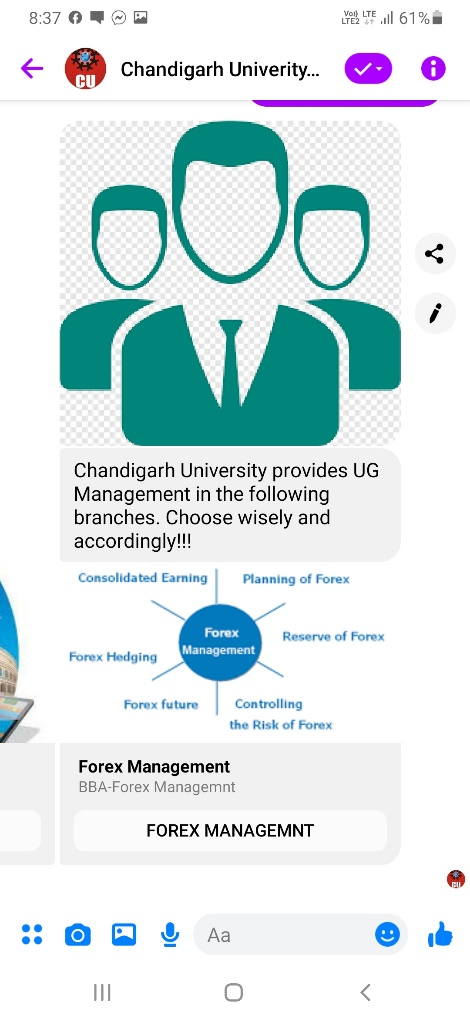 8:37
Vo) LTE
LTE2
61%
CU
Chandigarh Univerity...
Chandigarh University provides UG
Management in the following
branches. Choose wisely and
accordingly!!!
Consolidated Earning
Planning of Forex
Forex
Management
Reserve of Forex
Forex Hedging
Forex future
Controlling
the Risk of Forex
Forex Management
BBA-Forex Managemnt
FOREX MANAGEMNT
CU
Aa